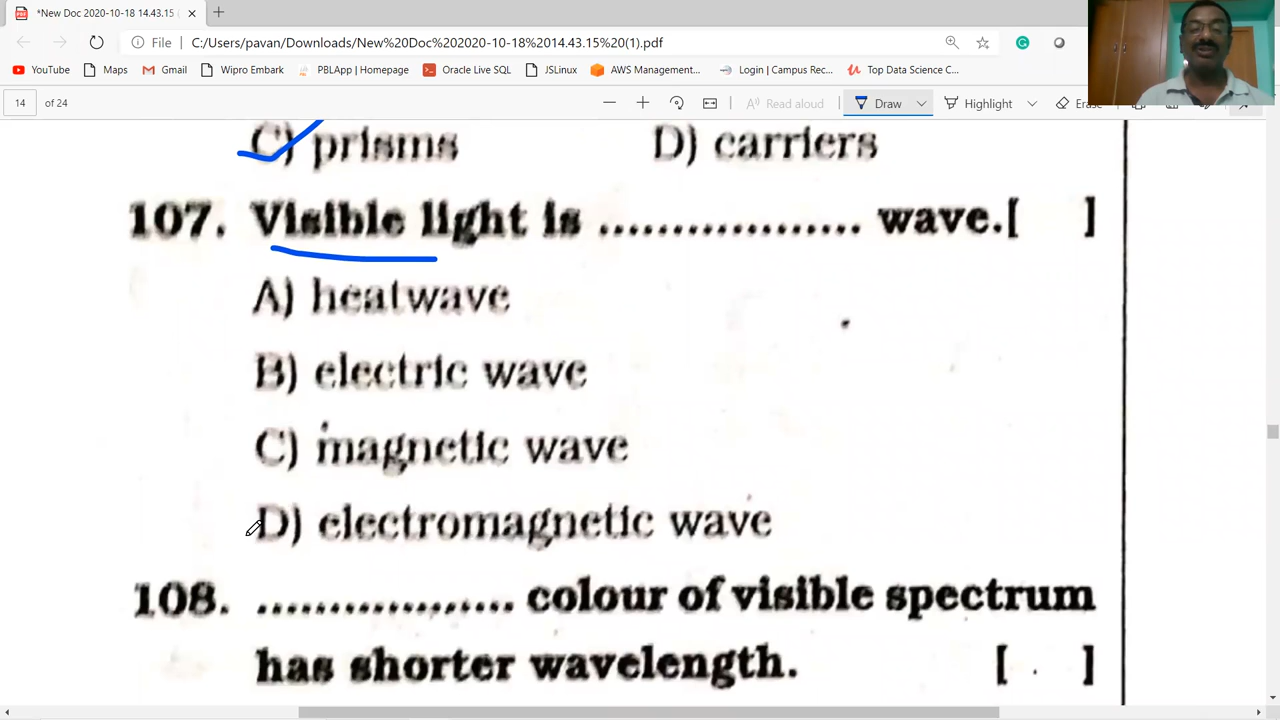 *New Doc 2020-10-18 14.43.15 (
File C:/Users/pavan/Downloads/New%20Doc%202020-10-18%2014.43.15%20(1).pdf
YouTube Maps Gmail Wipro Embark PBLApp | Homepage Oracle Live SQL JSLinux AWS Management... Login | Campus Rec... Top Data Science C...
14 of 24 Read aloud Draw Highlight Erase
C) prisms D) carriers
107. Visible light is .................. wave.[ ]
A) heatwave
B) electric wave
C) magnetic wave
D) electromagnetic wave
108. .................. colour of visible spectrum
has shorter wavelength. [ ]